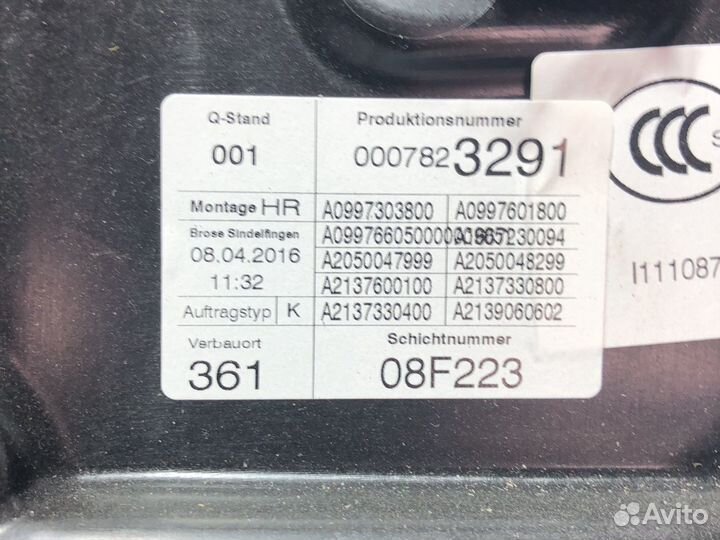 Q-Stand
001
Produktionsnummer
0007823291
Montage HR
Brose Sindelfingen
08.04.2016
11:32
Auftragstyp K
A0997303800 A0997601800
A2050047999 A2050048299
A2137600100 A2137330800
A2137330400 A2139060602
Verbauort
361
Schichtnummer
08F223
CCC
S
I111087
Avito